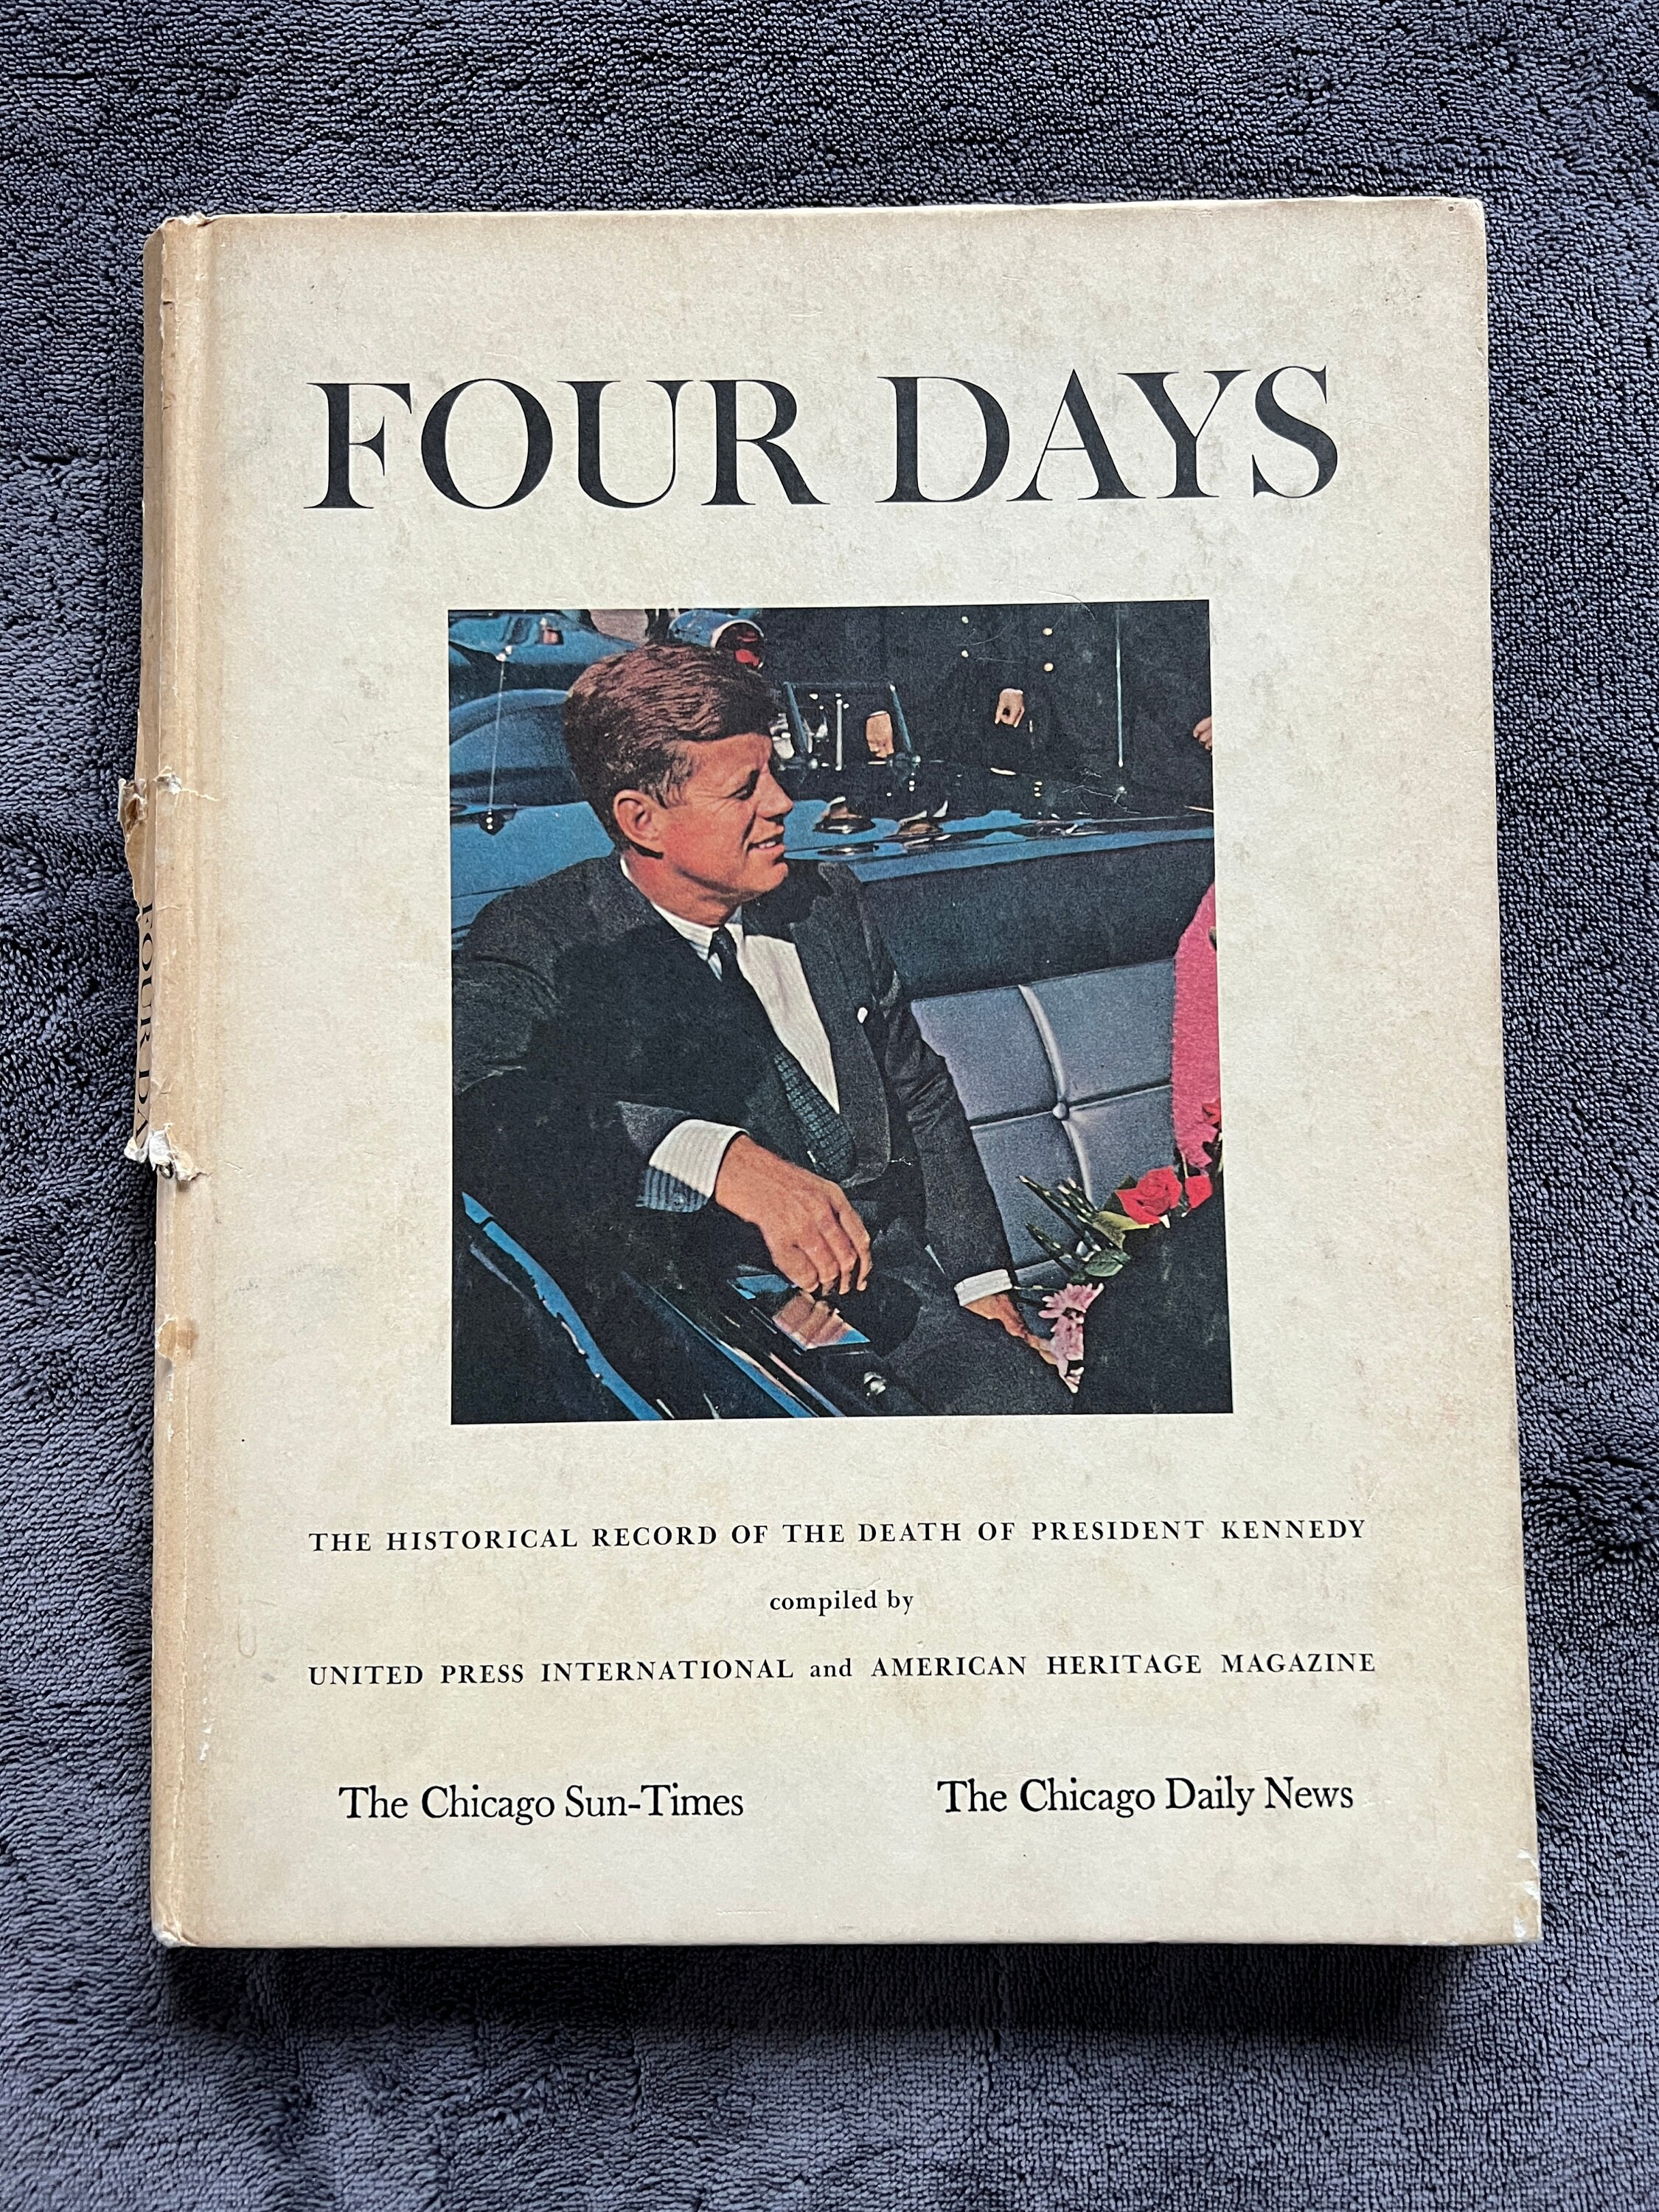 FOUR DAYS
FOUR DA
THE HISTORICAL RECORD OF THE DEATH OF PRESIDENT KENNEDY
compiled by
UNITED PRESS INTERNATIONAL and AMERICAN HERITAGE MAGAZINE
The Chicago Sun-Times
The Chicago Daily News